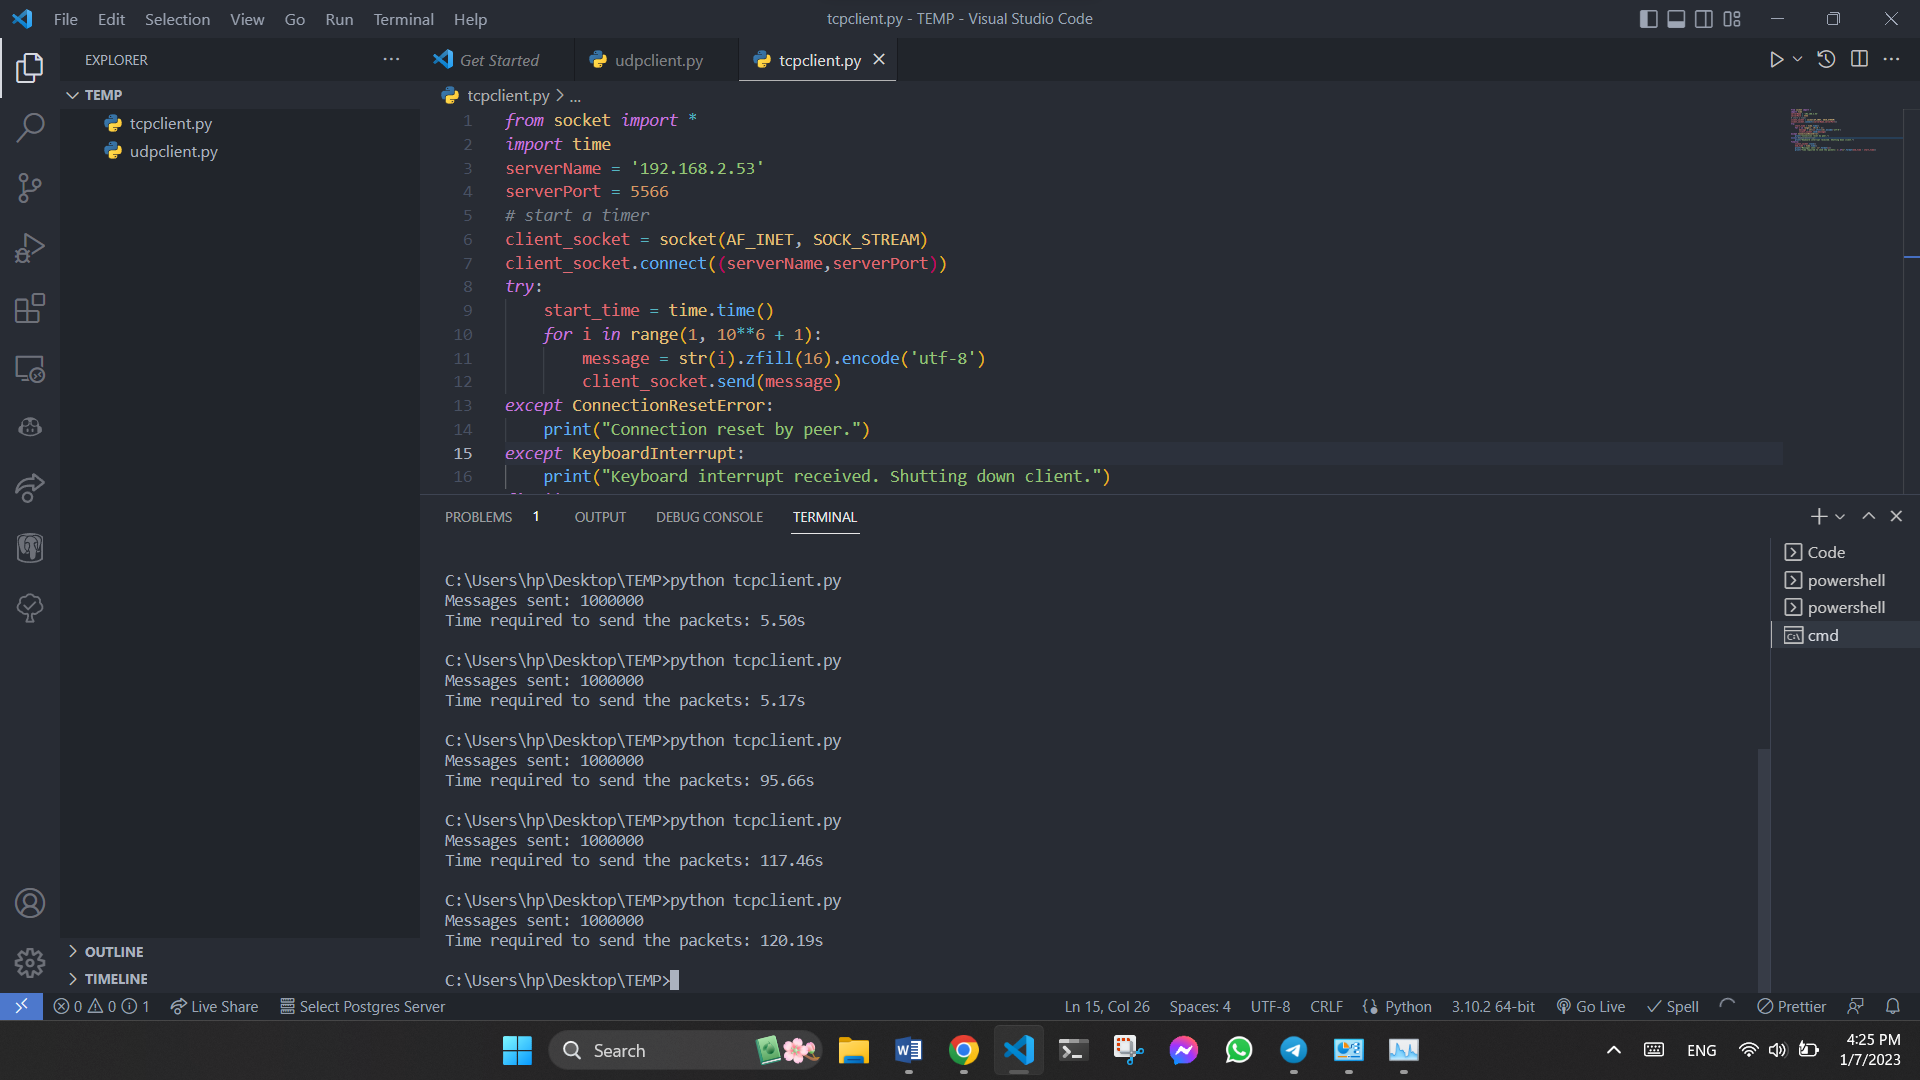 File Edit Selection View Go Run Terminal Help
tcpclient.py - TEMP - Visual Studio Code
EXPLORER
TEMP
tcpclient.py
udpclient.py
OUTLINE
TIMELINE
Get Started
udpclient.py
tcpclient.py
tcpclient.py > ...
1 from socket import *
2 import time
3 serverName = '192.168.2.53'
4 serverPort = 5566
5 # start a timer
6 client_socket = socket(AF_INET, SOCK_STREAM)
7 client_socket.connect((serverName,serverPort))
8 try:
9     start_time = time.time()
10     for i in range(1, 10**6 + 1):
11         message = str(i).zfill(16).encode('utf-8')
12         client_socket.send(message)
13 except ConnectionResetError:
14     print("Connection reset by peer.")
15 except KeyboardInterrupt:
16     print("Keyboard interrupt received. Shutting down client.")
PROBLEMS 1 OUTPUT DEBUG CONSOLE TERMINAL
C:\Users\hp\Desktop\TEMP>python tcpclient.py
Messages sent: 1000000
Time required to send the packets: 5.50s
C:\Users\hp\Desktop\TEMP>python tcpclient.py
Messages sent: 1000000
Time required to send the packets: 5.17s
C:\Users\hp\Desktop\TEMP>python tcpclient.py
Messages sent: 1000000
Time required to send the packets: 95.66s
C:\Users\hp\Desktop\TEMP>python tcpclient.py
Messages sent: 1000000
Time required to send the packets: 117.46s
C:\Users\hp\Desktop\TEMP>python tcpclient.py
Messages sent: 1000000
Time required to send the packets: 120.19s
C:\Users\hp\Desktop\TEMP>
Code
powershell
powershell
cmd
0 0 1 Live Share Select Postgres Server
Ln 15, Col 26 Spaces: 4 UTF-8 CRLF Python 3.10.2 64-bit Go Live Spell Prettier
Search
ENG
4:25 PM
1/7/2023